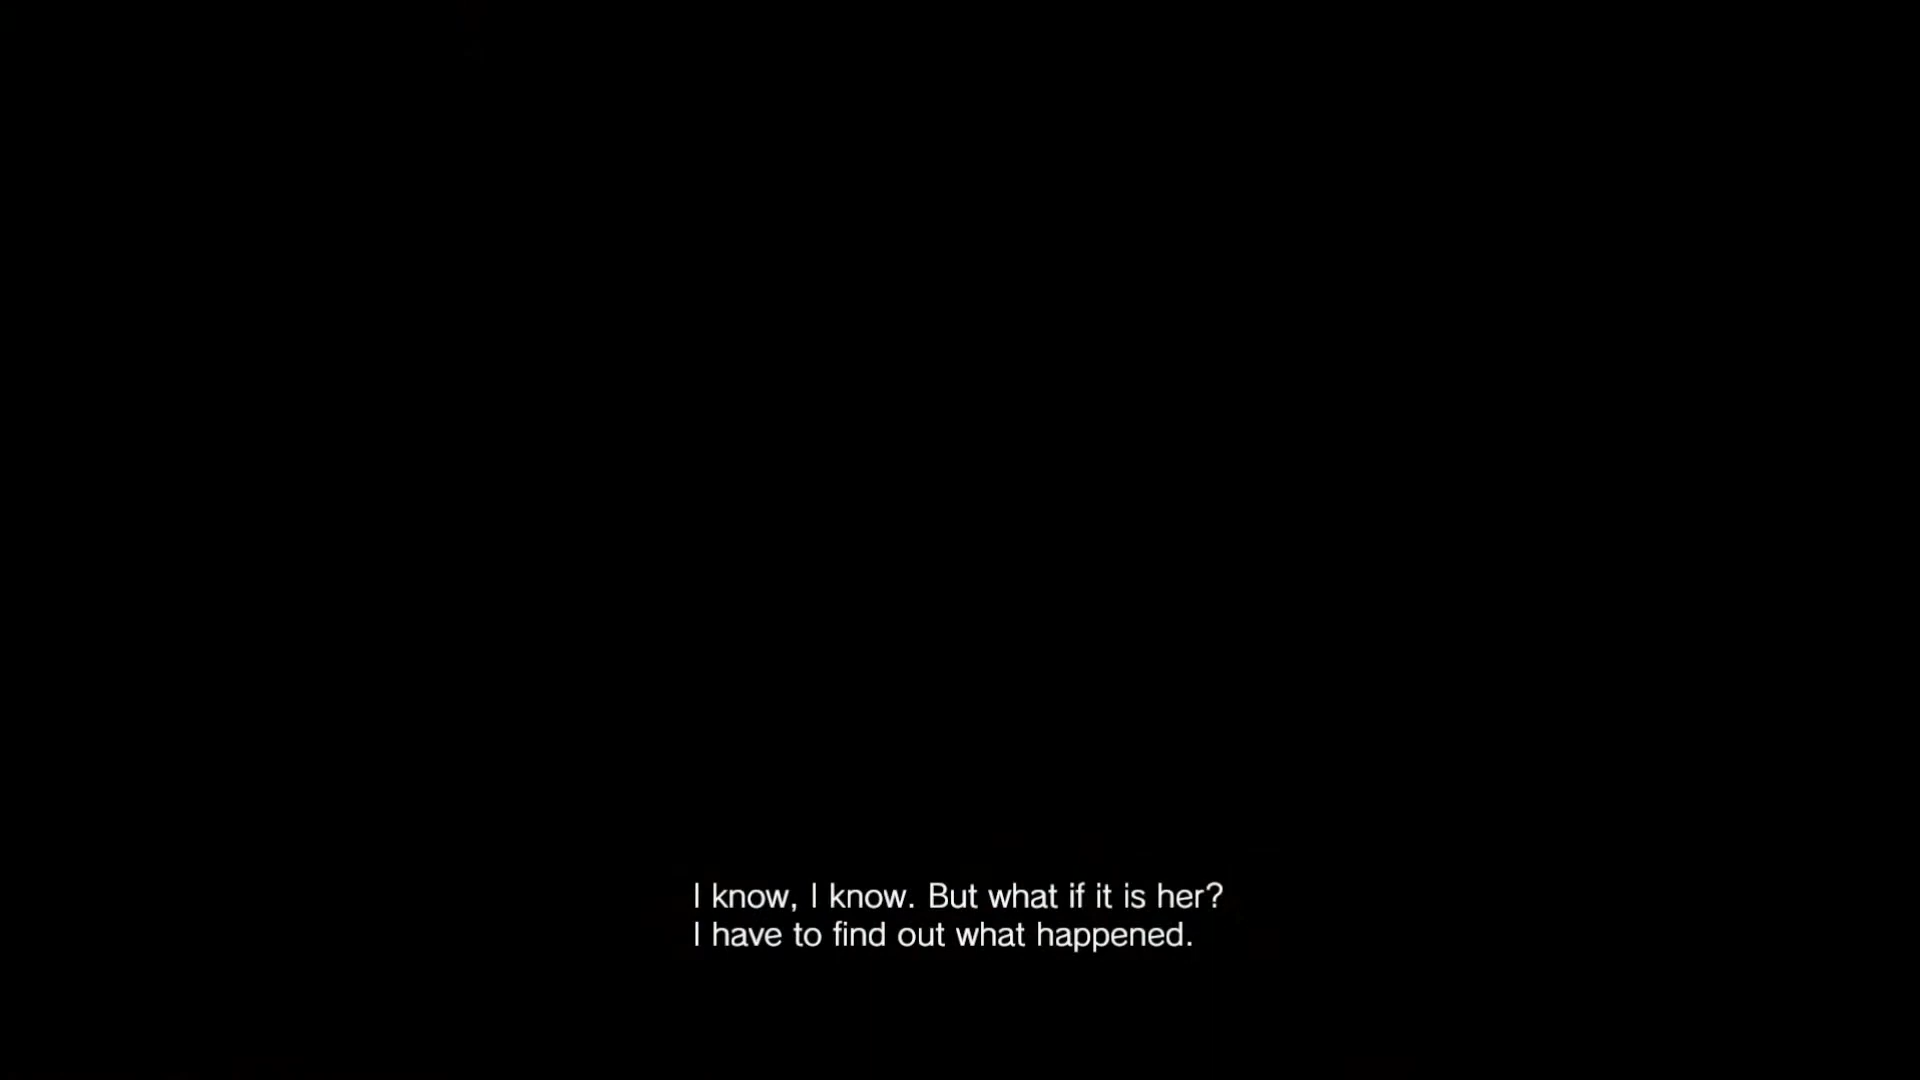 I know, I know. But what if it is her?
I have to find out what happened.